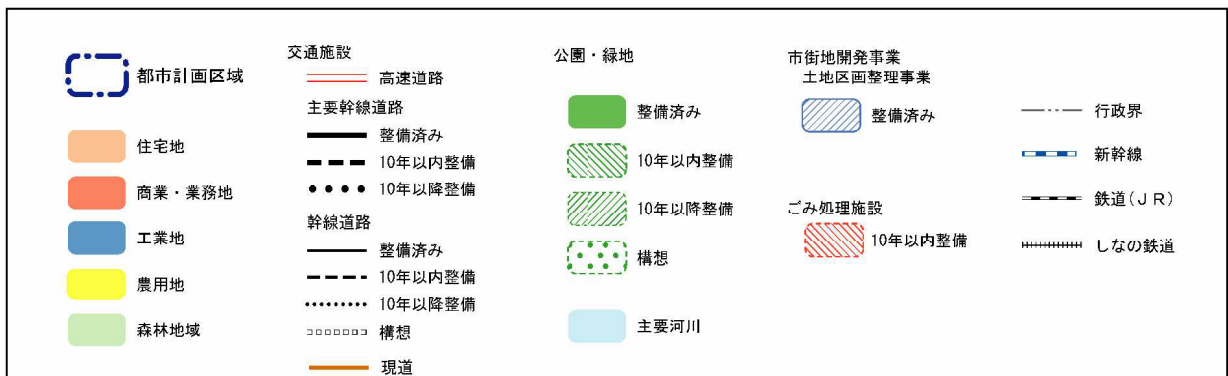 都市計画区域
住宅地
商業・業務地
工業地
農用地
森林地域
交通施設
高速道路
主要幹線道路
整備済み
10年以内整備
10年以降整備
幹線道路
整備済み
10年以内整備
10年以降整備
構想
現道
公園・緑地
整備済み
10年以内整備
10年以降整備
構想
主要河川
市街地開発事業
土地区画整理事業
整備済み
ごみ処理施設
10年以内整備
行政界
新幹線
鉄道(JR)
しなの鉄道